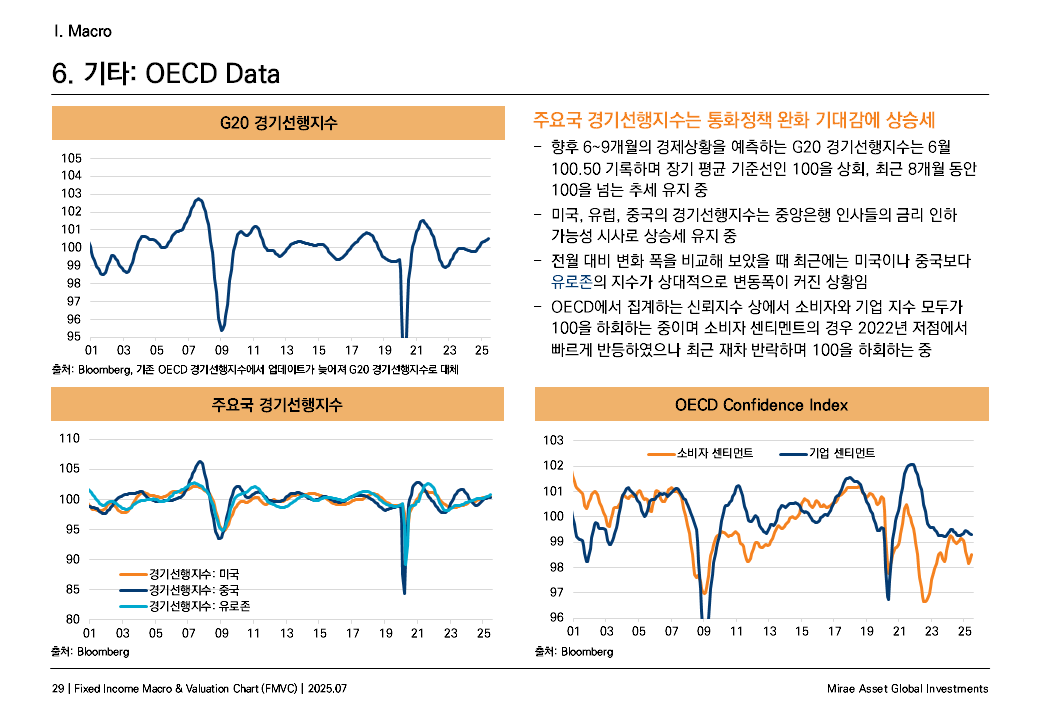 I. Macro
6. 기타: OECD Data
G20 경기선행지수
105
104
103
102
101
100
99
98
97
96
95
01 03 05 07 09 11 13 15 17 19 21 23 25
출처: Bloomberg, 기존 OECD 경기선행지수에서 업데이트가 늦어져 G20 경기선행지수로 대체
주요국 경기선행지수는 통화정책 완화 기대감에 상승세
– 향후 6~9개월의 경제상황을 예측하는 G20 경기선행지수는 6월
100.50 기록하며 장기 평균 기준선인 100을 상회, 최근 8개월 동안
100을 넘는 추세 유지 중
– 미국, 유럽, 중국의 경기선행지수는 중앙은행 인사들의 금리 인하
가능성 시사로 상승세 유지 중
– 전월 대비 변화 폭을 비교해 보았을 때 최근에는 미국이나 중국보다
유로존의 지수가 상대적으로 변동폭이 커진 상황임
– OECD에서 집계하는 신뢰지수 상에서 소비자와 기업 지수 모두가
100을 하회하는 중이며 소비자 센티먼트의 경우 2022년 저점에서
빠르게 반등하였으나 최근 재차 반락하며 100을 하회하는 중
주요국 경기선행지수
110
105
100
95
90
85
80
경기선행지수: 미국
경기선행지수: 중국
경기선행지수: 유로존
01 03 05 07 09 11 13 15 17 19 21 23 25
출처: Bloomberg
OECD Confidence Index
103
102
101
100
99
98
97
96
소비자 센티먼트 기업 센티먼트
01 03 05 07 09 11 13 15 17 19 21 23 25
출처: Bloomberg
29 | Fixed Income Macro & Valuation Chart (FMVC) | 2025.07
Mirae Asset Global Investments